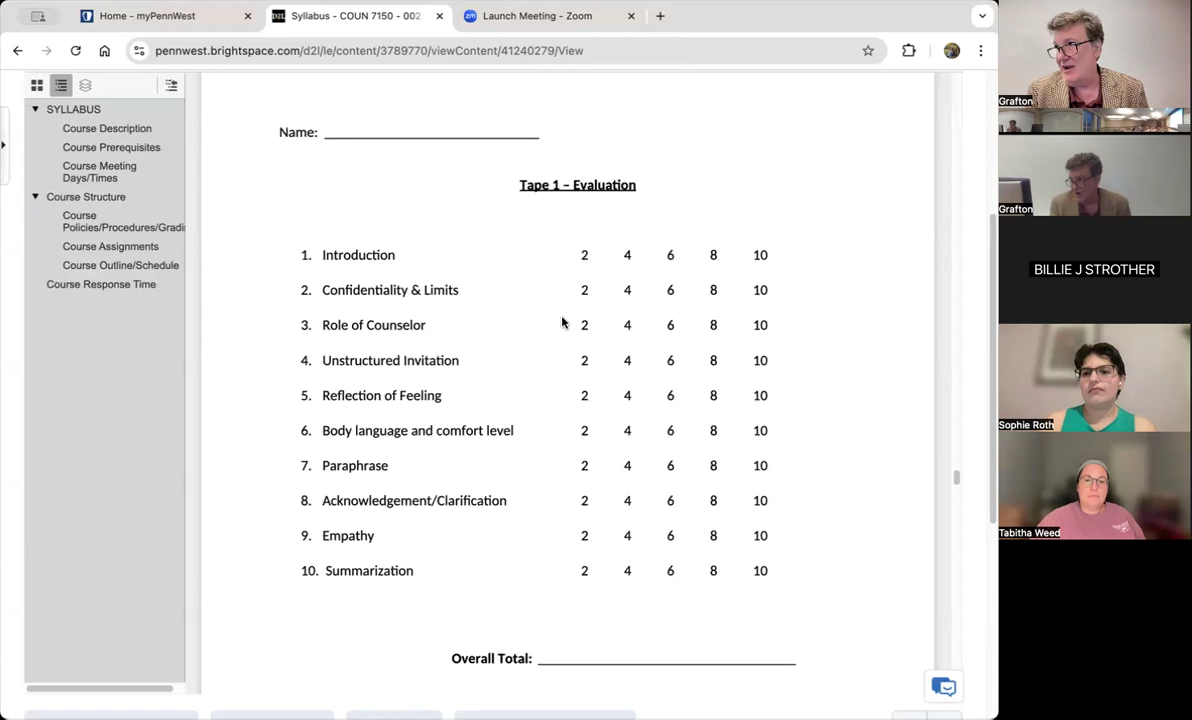 Home - myPennWest
Syllabus - COUN 7150 - 002
Launch Meeting - Zoom
pennwest.brightspace.com/d2l/le/content/3789770/viewContent/41240279/View
SYLLABUS
Course Description
Course Prerequisites
Course Meeting
Days/Times
Course Structure
Course
Policies/Procedures/Gradi
Course Assignments
Course Outline/Schedule
Course Response Time
Name:
Tape 1 – Evaluation
1. Introduction 2 4 6 8 10
2. Confidentiality & Limits 2 4 6 8 10
3. Role of Counselor 2 4 6 8 10
4. Unstructured Invitation 2 4 6 8 10
5. Reflection of Feeling 2 4 6 8 10
6. Body language and comfort level 2 4 6 8 10
7. Paraphrase 2 4 6 8 10
8. Acknowledgement/Clarification 2 4 6 8 10
9. Empathy 2 4 6 8 10
10. Summarization 2 4 6 8 10
Overall Total:
Grafton
Grafton
BILLIE J STROTHER
Sophie Roth
Tabitha Weed
D2L
zm